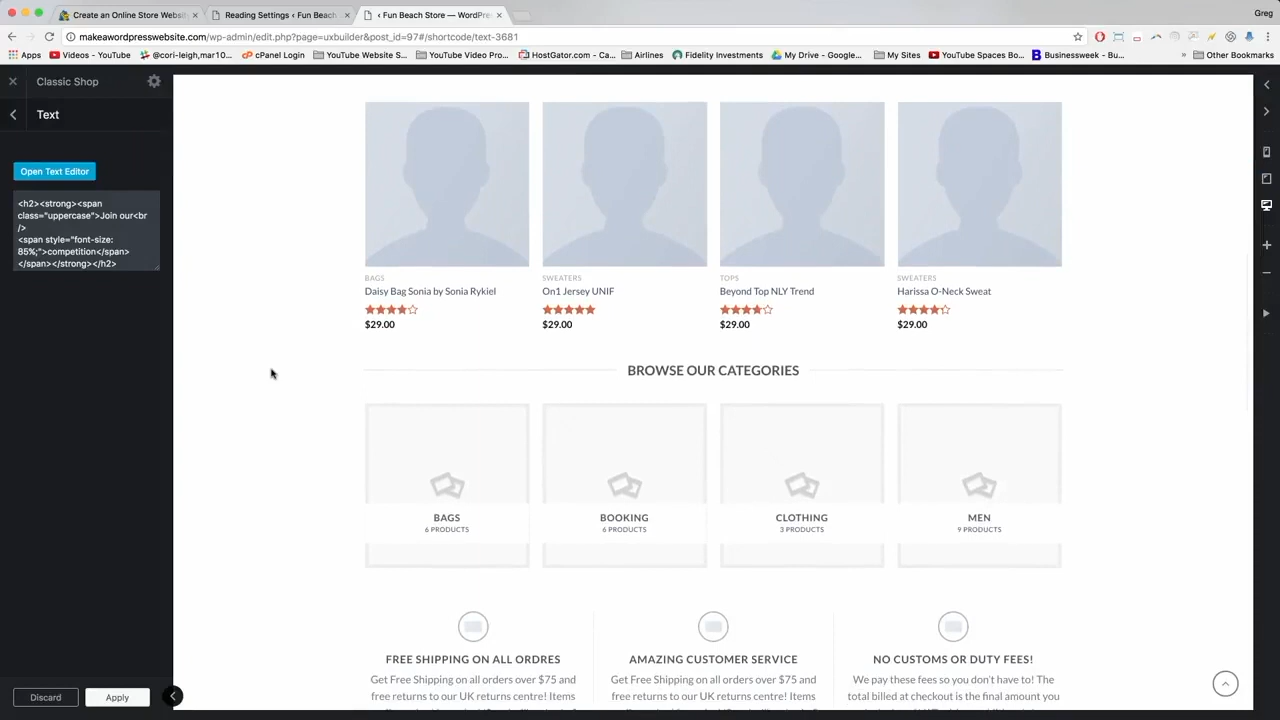 Create an Online Store Websit
Reading Settings ‹ Fun Beach
‹ Fun Beach Store — WordPre
Greg
makeawordpresswebsite.com/wp-admin/edit.php?page=uxbuilder&post_id=97#/shortcode/text-3681
Apps
Videos - YouTube
@cori-leigh,mar10...
cPanel Login
YouTube Website S...
YouTube Video Pro...
HostGator.com - Ca...
Airlines
Fidelity Investments
My Drive - Google...
My Sites
YouTube Spaces Bo...
Businessweek - Bu...
»
Other Bookmarks
Classic Shop
Text
Open Text Editor
<h2><strong><span
class="uppercase">Join our<br
/>
<span style="font-size:
85%;">competition</span>
</span></strong></h2>
Discard
Apply
BAGS
Daisy Bag Sonia by Sonia Rykiel
$29.00
SWEATERS
On1 Jersey UNIF
$29.00
TOPS
Beyond Top NLY Trend
$29.00
SWEATERS
Harissa O-Neck Sweat
$29.00
BROWSE OUR CATEGORIES
BAGS
6 PRODUCTS
BOOKING
6 PRODUCTS
CLOTHING
3 PRODUCTS
MEN
9 PRODUCTS
FREE SHIPPING ON ALL ORDRES
Get Free Shipping on all orders over $75 and
free returns to our UK returns centre! Items
AMAZING CUSTOMER SERVICE
Get Free Shipping on all orders over $75 and
free returns to our UK returns centre! Items
NO CUSTOMS OR DUTY FEES!
We pay these fees so you don't have to! The
total billed at checkout is the final amount you